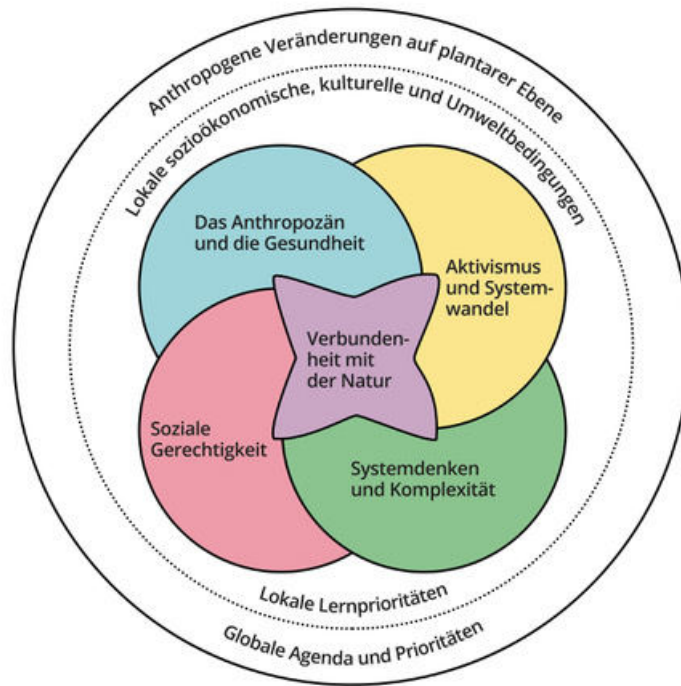 Anthropogene Veränderungen auf plantarer Ebene
Lokale sozioökonomische, kulturelle und Umweltbedingungen
Das Anthropozän
und die Gesundheit
Aktivismus
und System-
wandel
Verbunden-
heit mit
der Natur
Soziale
Gerechtigkeit
Systemdenken
und Komplexität
Lokale Lernprioritäten
Globale Agenda und Prioritäten